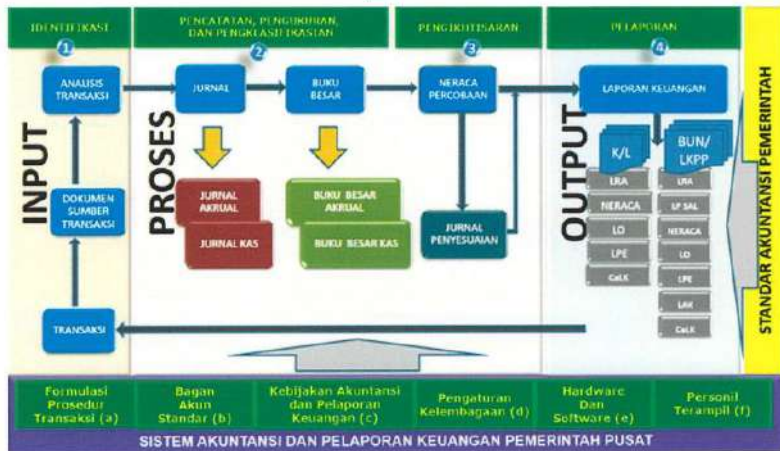 IDENTIFIKASI
PENCATATAN, PENGUKURAN,
DAN PENGKLASIFIKASIAN
PENGIKHTISARAN
PELAPORAN
1
2
3
4
INPUT
ANALISIS
TRANSAKSI
DOKUMEN
SUMBER
TRANSAKSI
TRANSAKSI
PROSES
JURNAL
BUKU
BESAR
JURNAL
AKRUAL
JURNAL KAS
BUKU BESAR
AKRUAL
BUKU BESAR KAS
NERACA
PERCOBAAN
JURNAL
PENYESUAIAN
OUTPUT
LAPORAN KEUANGAN
K/L
LRA
NERACA
LO
LPE
CaLK
BUN/
LKPP
LRA
LP SAL
NERACA
LO
LPE
LAK
CaLK
STANDAR AKUNTANSI PEMERINTAH
Formulasi
Prosedur
Transaksi (a)
Bagan
Akun
Standar (b)
Kebijakan Akuntansi
dan Pelaporan
Keuangan (c)
Pengaturan
Kelembagaan (d)
Hardware
Dan
Software (e)
Personil
Terampil (f)
SISTEM AKUNTANSI DAN PELAPORAN KEUANGAN PEMERINTAH PUSAT